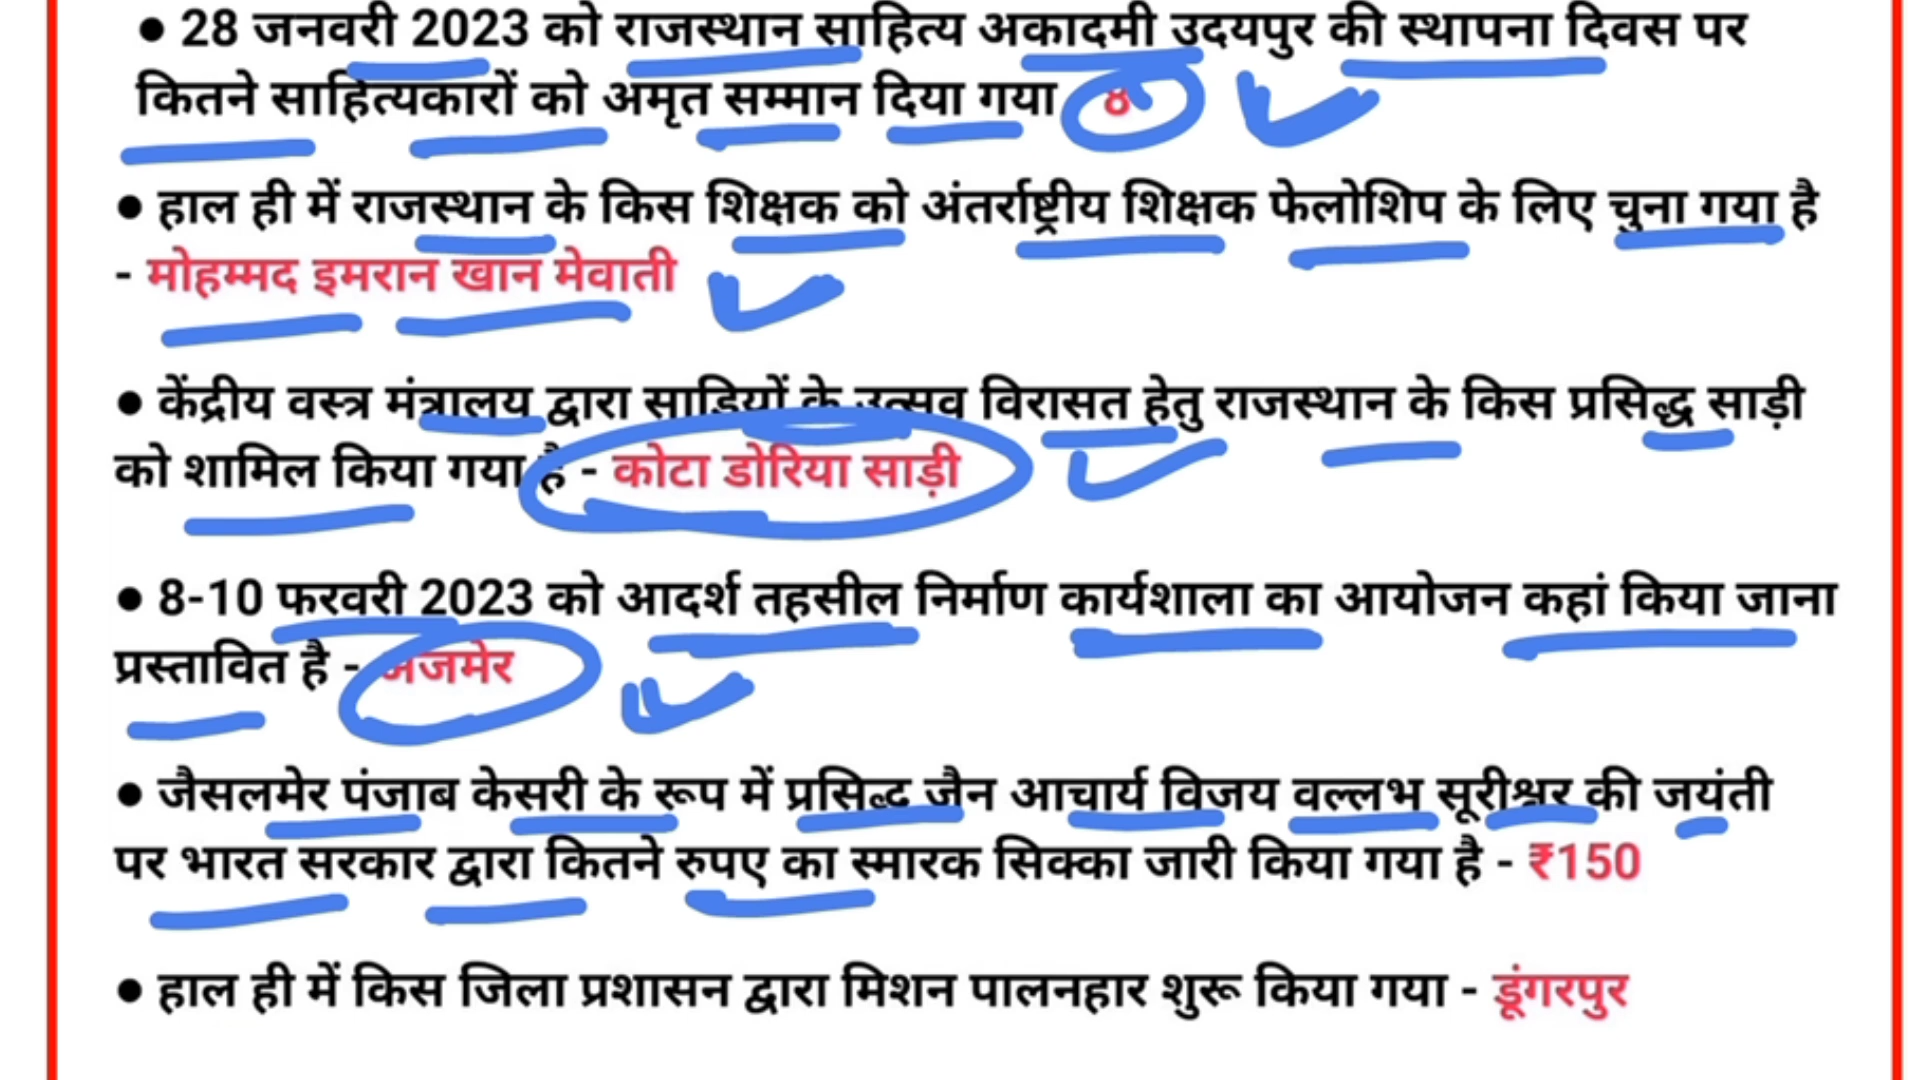 ● 28 जनवरी 2023 को राजस्थान साहित्य अकादमी उदयपुर की स्थापना दिवस पर
कितने साहित्यकारों को अमृत सम्मान दिया गया 8
● हाल ही में राजस्थान के किस शिक्षक को अंतर्राष्ट्रीय शिक्षक फेलोशिप के लिए चुना गया है
- मोहम्मद इमरान खान मेवाती
● केंद्रीय वस्त्र मंत्रालय द्वारा साड़ियों के उत्सव विरासत हेतु राजस्थान के किस प्रसिद्ध साड़ी
को शामिल किया गया है - कोटा डोरिया साड़ी
● 8-10 फरवरी 2023 को आदर्श तहसील निर्माण कार्यशाला का आयोजन कहां किया जाना
प्रस्तावित है - अजमेर
● जैसलमेर पंजाब केसरी के रूप में प्रसिद्ध जैन आचार्य विजय वल्लभ सूरीश्वर की जयंती
पर भारत सरकार द्वारा कितने रुपए का स्मारक सिक्का जारी किया गया है - ₹150
● हाल ही में किस जिला प्रशासन द्वारा मिशन पालनहार शुरू किया गया - डूंगरपुर